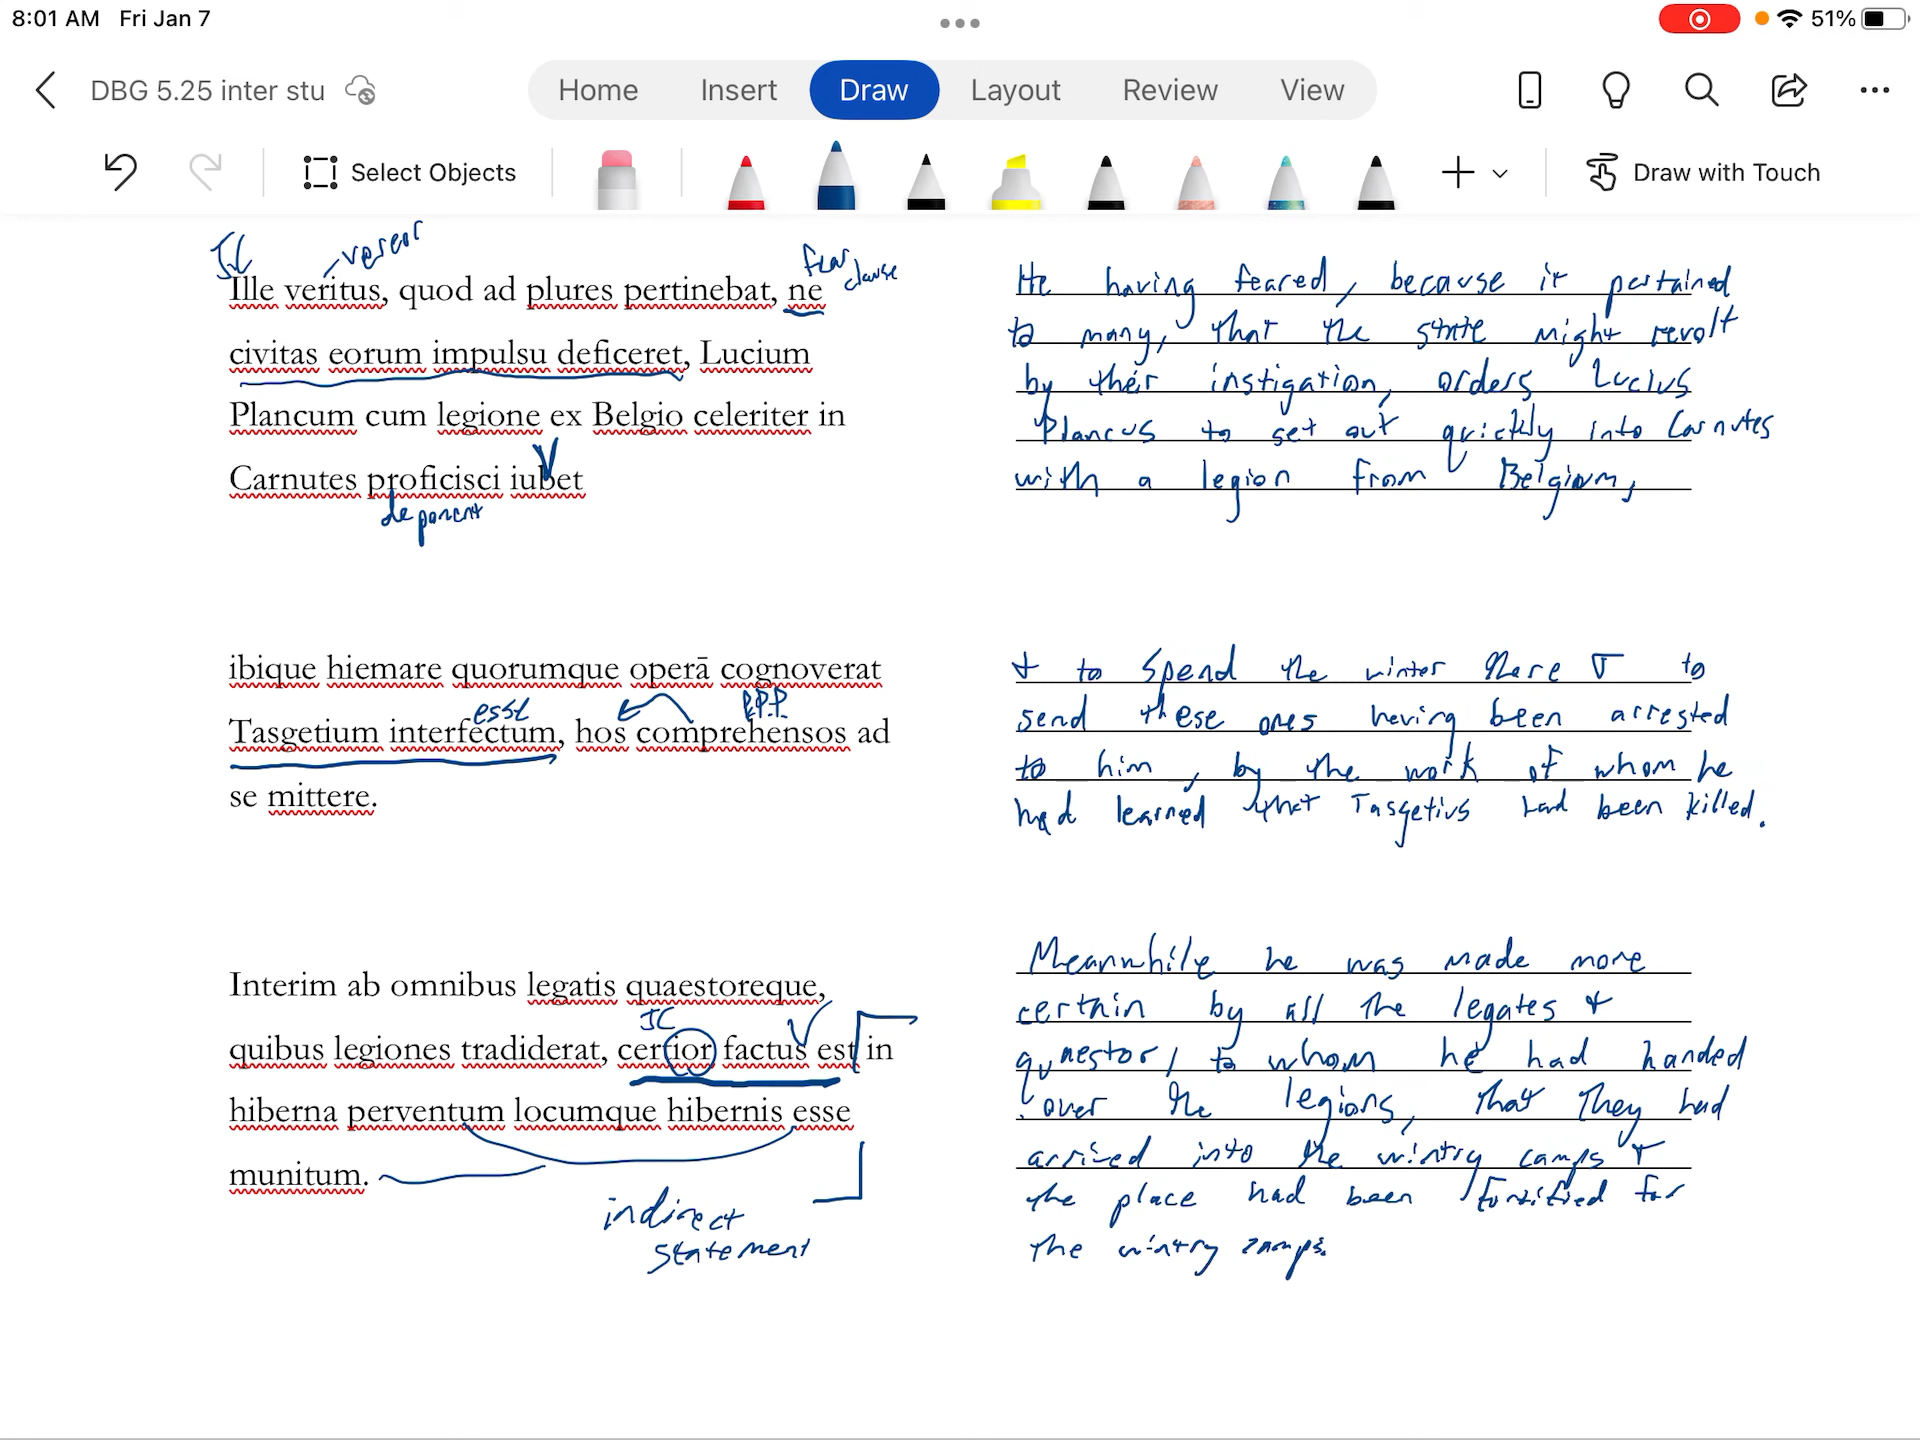 8:01 AM Fri Jan 7
51%
DBG 5.25 inter stu
Home Insert Draw Layout Review View
Select Objects
Draw with Touch
JC vereor fear clause
Ille veritus, quod ad plures pertinebat, ne
civitas eorum impulsu deficeret, Lucium
Plancum cum legione ex Belgio celeriter in
V
Carnutes proficisci iubet
deponent
He having feared, because it pertained
to many, that the state might revolt
by their instigation, orders Lucius
Plancus to set out quickly into Carnutes
with a legion from Belgium,
ibique hiemare quorumque operā cognoverat
esse P.P.P.
Tasgetium interfectum, hos comprehensos ad
se mittere.
+ to spend the winter there + to
send these ones having been arrested
to him, by the work of whom he
had learned that Tasgetius had been killed.
Interim ab omnibus legatis quaestoreque,
JC V
quibus legiones tradiderat, certior factus est in
hiberna perventum locumque hibernis esse
munitum.
indirect
statement
Meanwhile he was made more
certain by all the legates +
quaestor, to whom he had handed
over the legions, that they had
arrived into the wintry camps +
the place had been fortified for
the wintry camps.